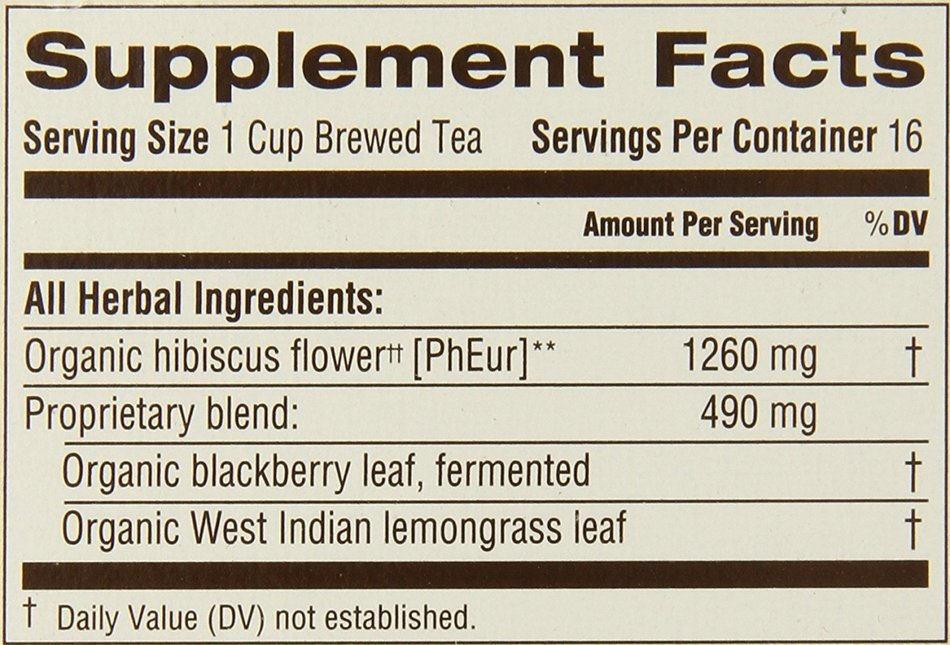 Supplement Facts
Serving Size 1 Cup Brewed Tea Servings Per Container 16
Amount Per Serving %DV
All Herbal Ingredients:
Organic hibiscus flower†† [PhEur]** 1260 mg †
Proprietary blend: 490 mg
Organic blackberry leaf, fermented †
Organic West Indian lemongrass leaf †
† Daily Value (DV) not established.